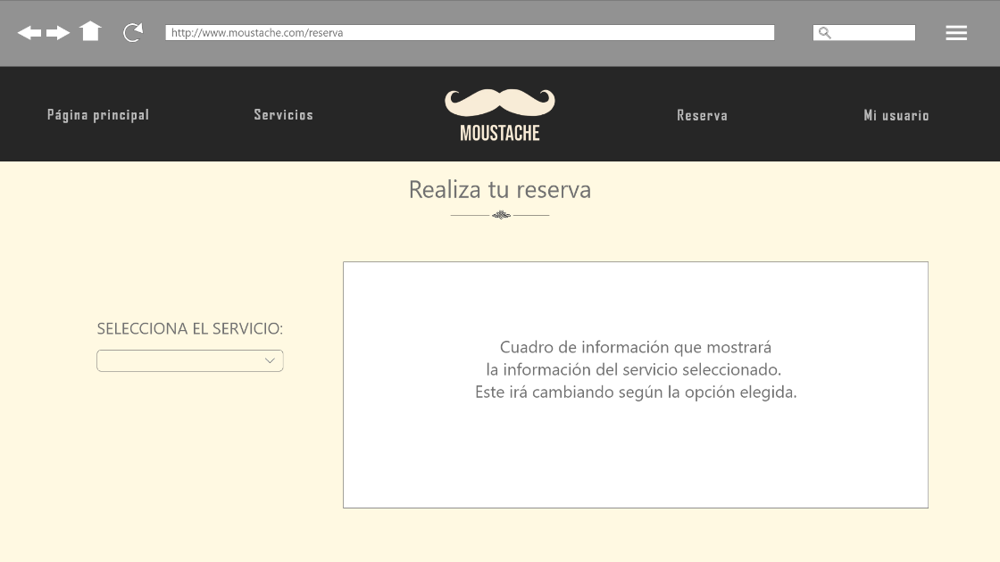 http://www.moustache.com/reserva
Página principal
Servicios
MOUSTACHE
Reserva
Mi usuario
Realiza tu reserva
SELECCIONA EL SERVICIO:
Cuadro de información que mostrará
la información del servicio seleccionado.
Este irá cambiando según la opción elegida.